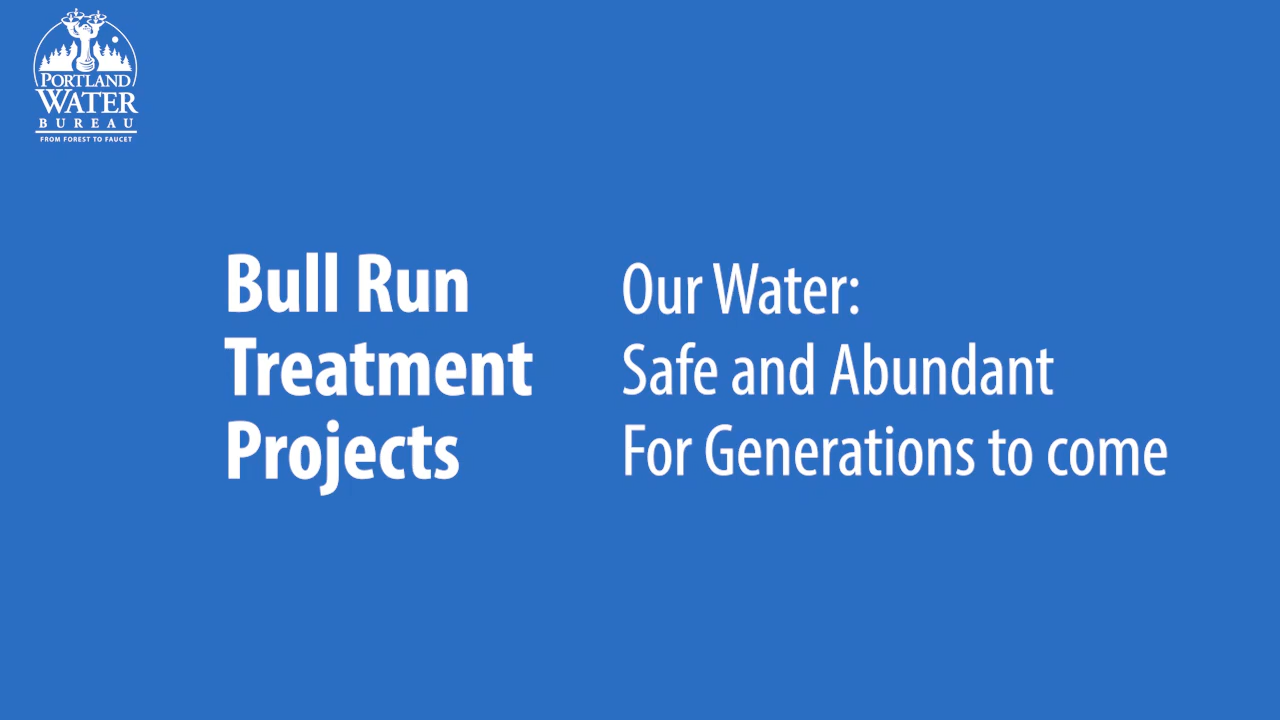 PORTLAND
WATER
BUREAU
FROM FOREST TO FAUCET
Bull Run
Treatment
Projects
Our Water:
Safe and Abundant
For Generations to come